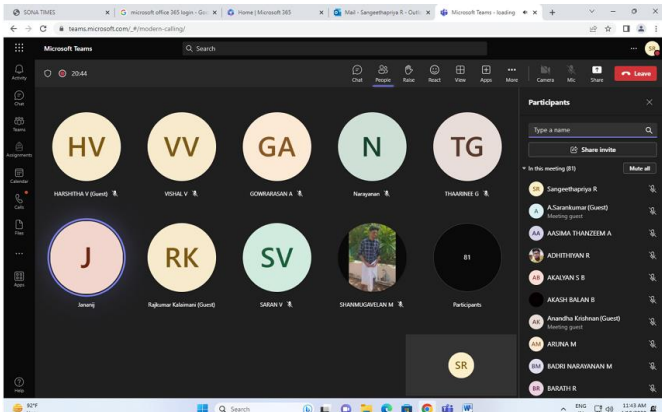 SONA TIMES
microsoft office 365 login - Go
Home | Microsoft 365
Mail - Sangeethapriya R - Outl
Microsoft Teams - loading
teams.microsoft.com/_#/modern-calling/
Microsoft Teams
Search
SR
Activity
Chat
Teams
Assignments
Calendar
Calls
Files
Apps
Help
20:44
Chat
People
Raise
React
View
Apps
More
Camera
Mic
Share
Leave
HV
VV
GA
N
TG
HARSHITHA V (Guest)
VISHAL V
GOWRARASAN A
Narayanan
THAARINEE G
J
RK
SV
81
Jananij
Rajkumar Kalaimani (Guest)
SARAN V
SHANMUGAVELAN M
Participants
SR
Participants
Type a name
Share invite
In this meeting (81)
Mute all
SR Sangeethapriya R
A A.Sarankumar (Guest)
Meeting guest
AA AASIMA THANZEEM A
ADHITHIYAN R
AB AKALYAN S B
AKASH BALAN B
AK Anandha Krishnan (Guest)
Meeting guest
AM ARUNA M
BM BADRI NARAYANAN M
BR BARATH R
92°F
Search
ENG
11:43 AM